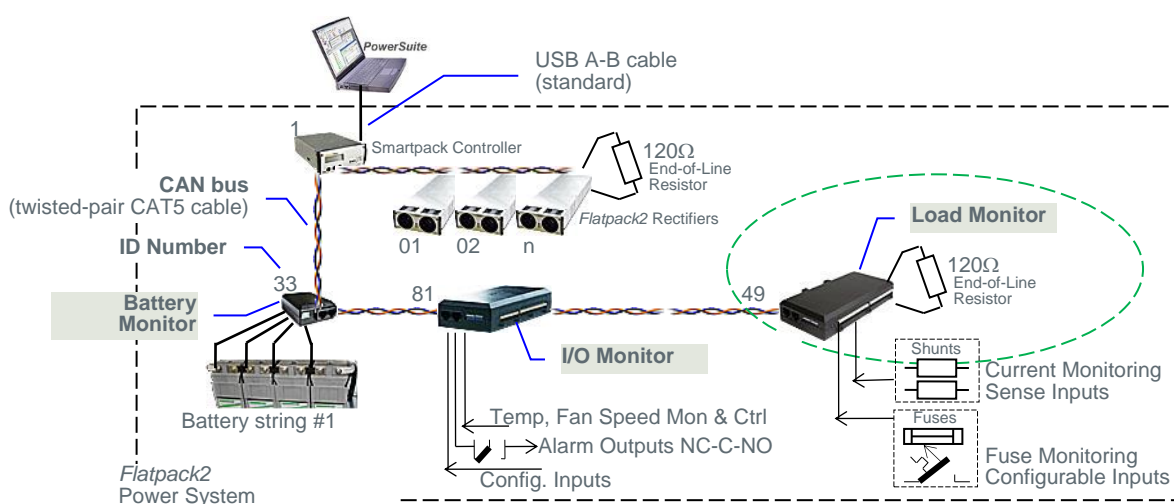 PowerSuite
USB A-B cable
(standard)
1
Smartpack Controller
120Ω
End-of-Line
Resistor
CAN bus
(twisted-pair CAT5 cable)
Flatpack2 Rectifiers
01
02
n
Load Monitor
ID Number
33
Battery
Monitor
81
49
120Ω
End-of-Line
Resistor
I/O Monitor
Shunts
Current Monitoring
Sense Inputs
Battery string #1
Temp, Fan Speed Mon & Ctrl
Alarm Outputs NC-C-NO
Config. Inputs
Fuses
Fuse Monitoring
Configurable Inputs
Flatpack2
Power System